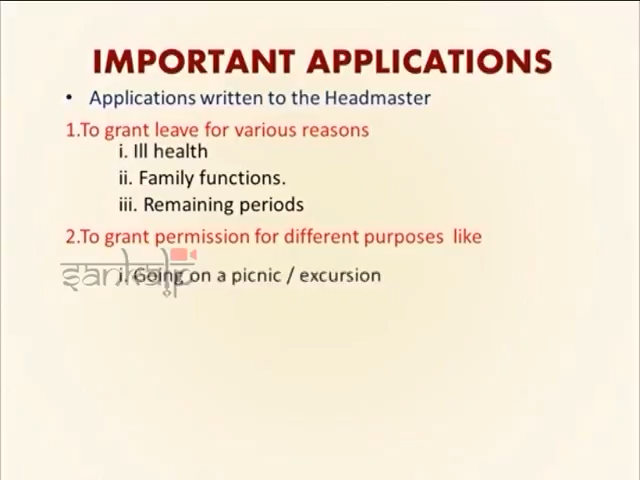 IMPORTANT APPLICATIONS
• Applications written to the Headmaster
1.To grant leave for various reasons
i. Ill health
ii. Family functions.
iii. Remaining periods
2.To grant permission for different purposes like
i. Going on a picnic / excursion
sankalp